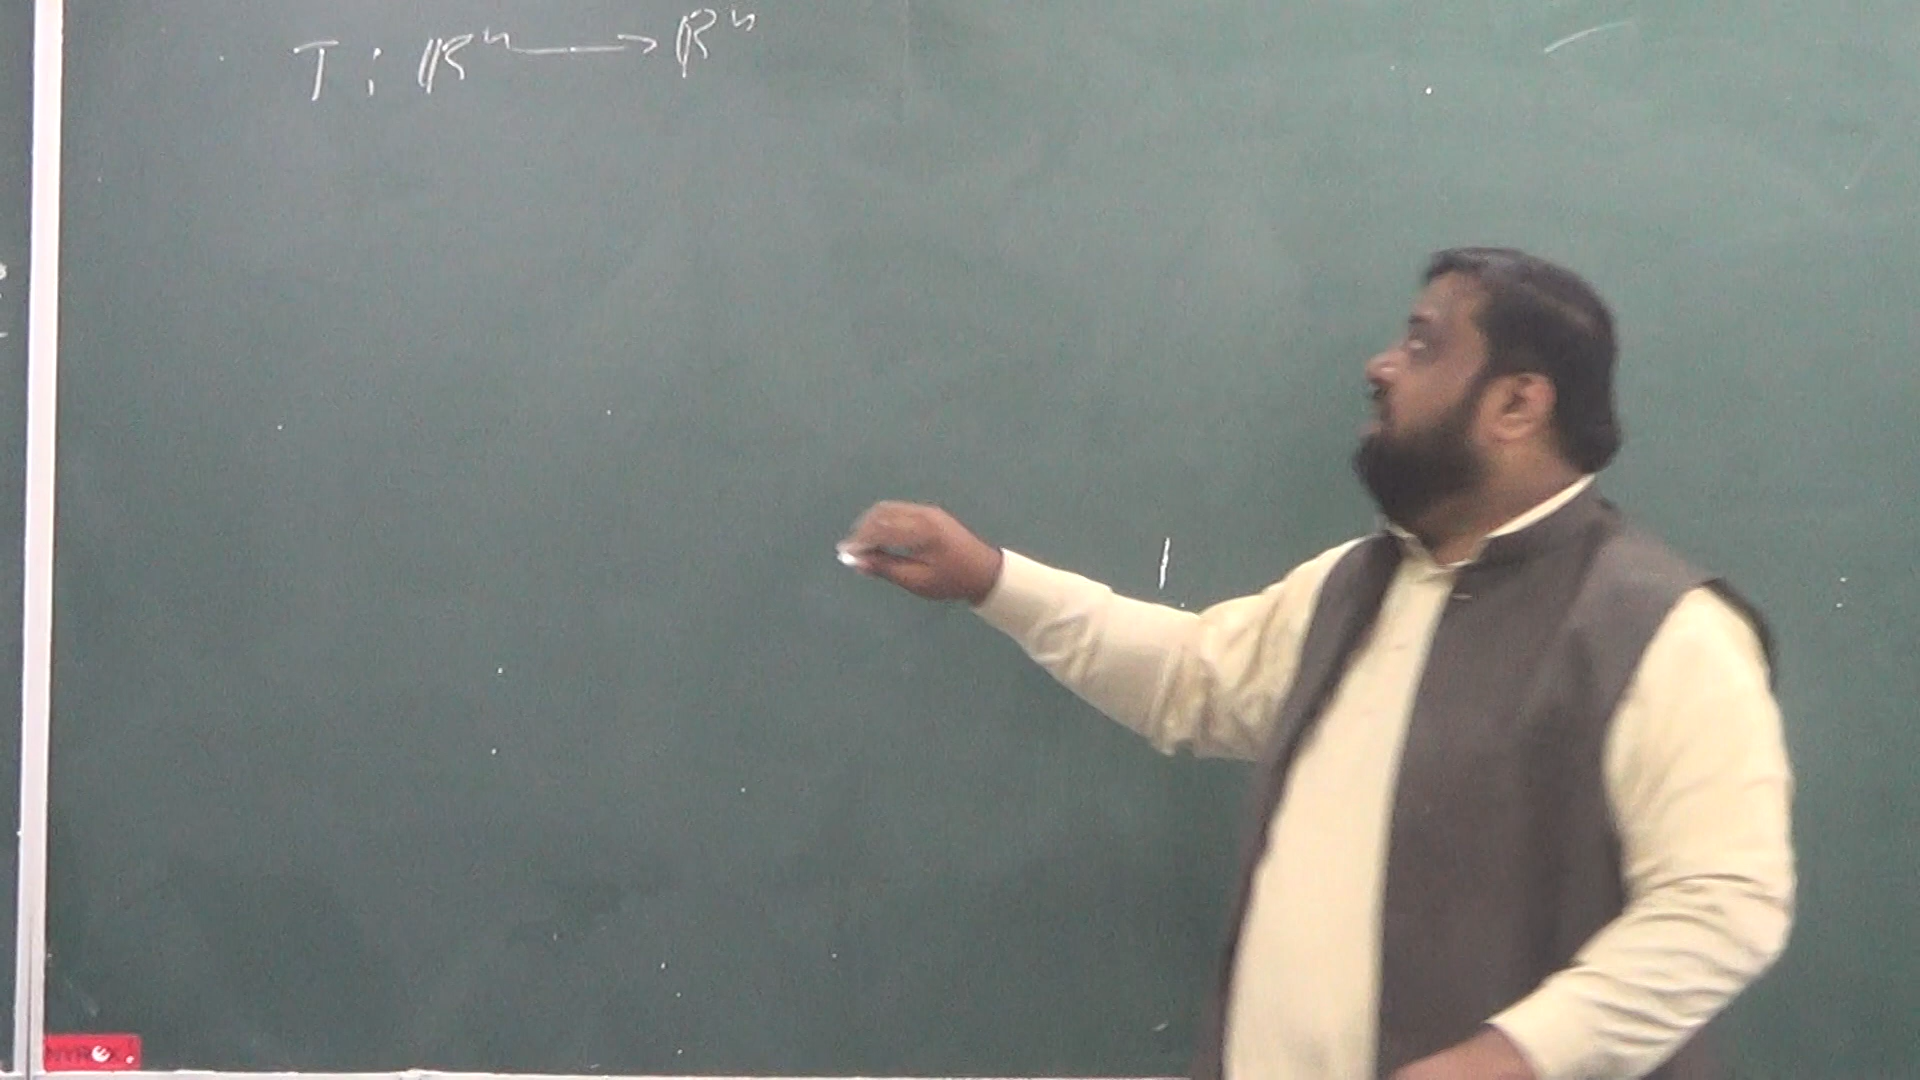 T : ℝⁿ ⟶ ℝⁿ